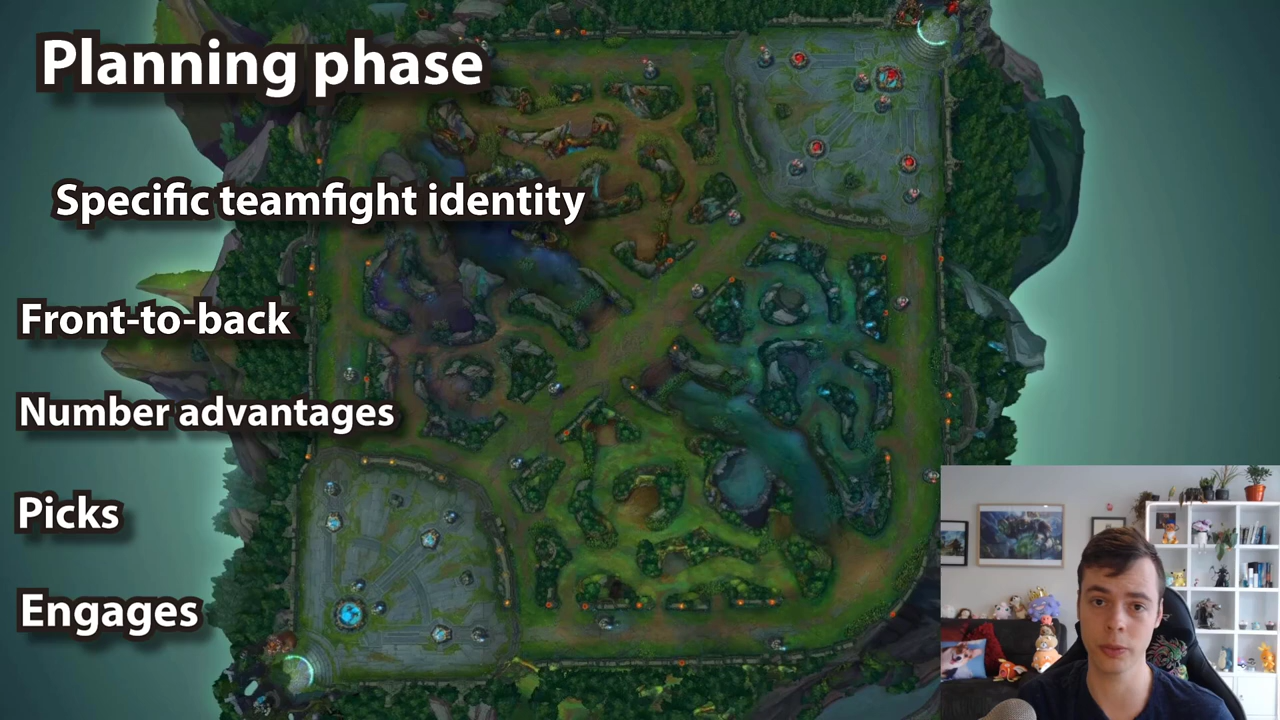 Planning phase
Specific teamfight identity
Front-to-back
Number advantages
Picks
Engages